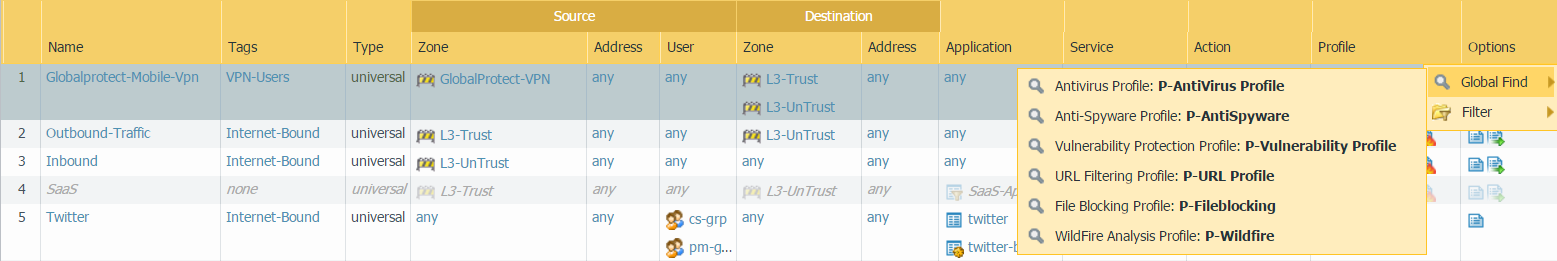 Source Destination
Name Tags Type Zone Address User Zone Address Application Service Action Profile Options
1 Globalprotect-Mobile-Vpn VPN-Users universal GlobalProtect-VPN any any L3-Trust any any
L3-UnTrust
2 Outbound-Traffic Internet-Bound universal L3-Trust any any L3-UnTrust any any
3 Inbound Internet-Bound universal L3-UnTrust any any any any any
4 SaaS none universal L3-Trust any any L3-UnTrust any SaaS-Ap
5 Twitter Internet-Bound universal any any cs-grp any any twitter
pm-g... twitter-b
Antivirus Profile: P-AntiVirus Profile
Anti-Spyware Profile: P-AntiSpyware
Vulnerability Protection Profile: P-Vulnerability Profile
URL Filtering Profile: P-URL Profile
File Blocking Profile: P-Fileblocking
WildFire Analysis Profile: P-Wildfire
Global Find
Filter